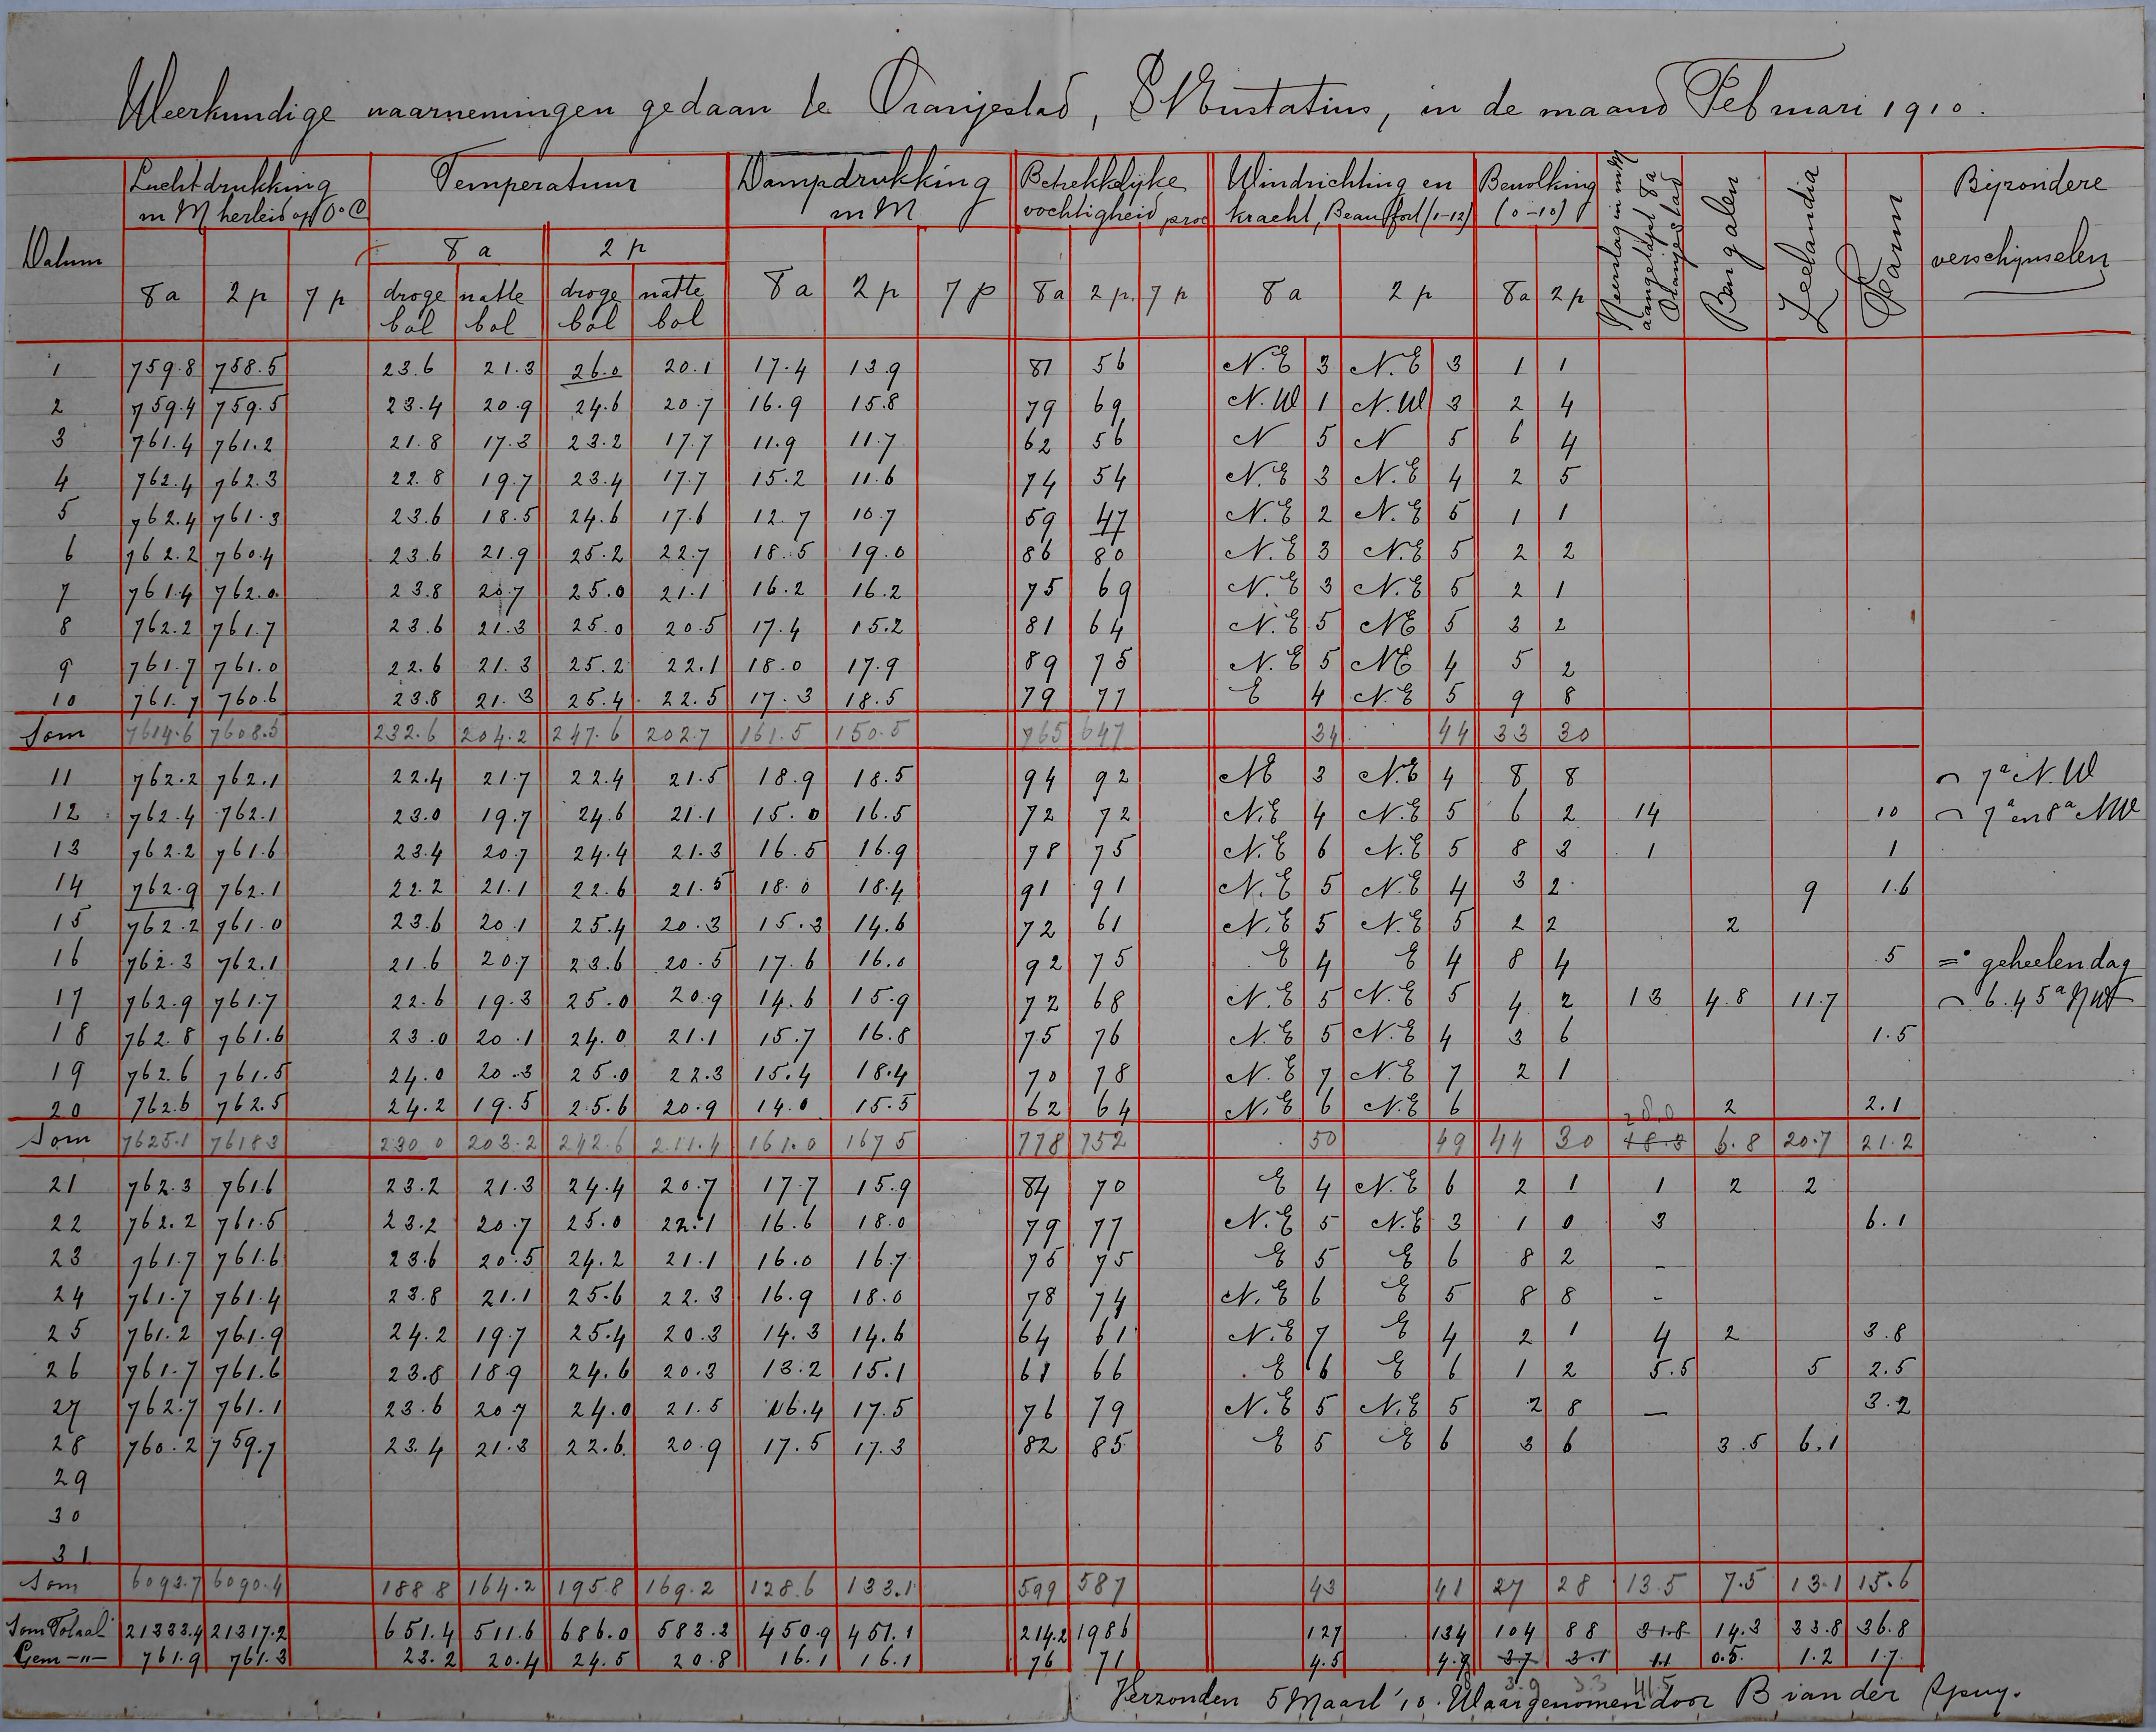 Weerkundige waarnemingen gedaan te Oranjestad, St Eustatius, in de maand Februari 1910.
Datum Luchtdrukking m M herleid op 0° C Temperatuur Dampdrukking m M Betrekkelijke vochtigheid proc Windrichting en kracht, Beaufort (1-12) Bewolking (0-10) Neerslag in mM aangetapt 8a Oranjestad Bengalen Zeelandia Farm Bijzondere verschijnselen
8a 2p
8a 2p 7p droge bol natte bol droge bol natte bol 8a 2p 7p 8a 2p. 7p 8a 2p 8a 2p
1 759.8 758.5 23.6 21.3 26.0 20.1 17.4 13.9 81 56 N.E 3 N.E 3 1 1
2 759.4 759.5 23.4 20.9 24.6 20.7 16.9 15.8 79 69 N.W 1 N.W 3 2 4
3 761.4 761.2 21.8 17.3 23.2 17.7 11.9 11.7 62 56 N 5 N 5 6 4
4 762.4 762.3 22.8 19.7 23.4 17.7 15.2 11.6 74 54 N.E 3 N.E 4 2 5
5 762.4 761.3 23.6 18.5 24.6 17.6 12.7 10.7 59 47 N.E 2 N.E 5 1 1
6 762.2 760.4 23.6 21.9 25.2 22.7 18.5 19.0 86 80 N.E 3 N.E 5 2 2
7 761.4 762.0. 23.8 20.7 25.0 21.1 16.2 16.2 75 69 N.E 3 N.E 5 2 1
8 762.2 761.7 23.6 21.3 25.0 20.5 17.4 15.2 81 64 N.E 5 NE 5 3 2
9 761.7 761.0 22.6 21.3 25.2 22.1 18.0 17.9 89 75 N.E 5 NE 4 5 2
10 761.7 760.6 23.8 21.3 25.4 22.5 17.3 18.5 79 77 E 4 N.E 5 9 8
Som 7614.6 7608.5 232.6 204.2 247.6 202.7 161.5 150.5 765 647 34 44 33 30
11 762.2 762.1 22.4 21.7 22.4 21.5 18.9 18.5 94 92 NE 3 N.E 4 8 8 ⌒ 7a N.W
12 762.4 762.1 23.0 19.7 24.6 21.1 15.0 16.5 72 72 N.E 4 N.E 5 6 2 14 10 ⌒ 7a en 8a NW
13 762.2 761.6 23.4 20.7 24.4 21.3 16.5 16.9 78 75 N.E 6 N.E 5 8 3 1 1
14 762.9 762.1 22.2 21.1 22.6 21.5 18.0 18.4 91 91 N.E 5 N.E 4 3 2 9 1.6
15 762.2 761.0 23.6 20.1 25.4 20.3 15.3 14.6 72 61 N.E 5 N.E 5 2 2 2
16 762.3 762.1 21.6 20.7 23.6 20.5 17.6 16.0 92 75 E 4 E 4 8 4 5 =° geheelen dag
17 762.9 761.7 22.6 19.3 25.0 20.9 14.6 15.9 72 68 N.E 5 N.E 5 4 2 13 4.8 11.7 ⌒ 6.45a NW
18 762.8 761.6 23.0 20.1 24.0 21.1 15.7 16.8 75 76 N.E 5 N.E 4 3 6 1.5
19 762.6 761.5 24.0 20.3 25.0 22.3 15.4 18.4 70 78 N.E 7 N.E 7 2 1
20 762.6 762.5 24.2 19.5 25.6 20.9 14.0 15.5 62 64 N.E 6 N.E 6 2 2.1
28.0
Som 7625.1 7618.3 230.0 203.2 242.6 211.4 161.0 167.5 778 752 50 49 44 30 18.3 6.8 20.7 21.2
21 762.3 761.6 23.2 21.3 24.4 20.7 17.7 15.9 84 70 E 4 N.E 6 2 1 1 2 2
22 762.2 761.5 23.2 20.7 25.0 22.1 16.6 18.0 79 77 N.E 5 N.E 3 1 0 3 6.1
23 761.7 761.6 23.6 20.5 24.2 21.1 16.0 16.7 75 75 E 5 E 6 8 2 -
24 761.7 761.4 23.8 21.1 25.6 22.3 16.9 18.0 78 74 N.E 6 E 5 8 8 -
25 761.2 761.9 24.2 19.7 25.4 20.3 14.3 14.6 64 61 N.E 7 E 4 2 1 4 2 3.8
26 761.7 761.6 23.8 18.9 24.6 20.3 13.2 15.1 61 66 E 6 E 6 1 2 5.5 5 2.5
27 762.7 761.1 23.6 20.7 24.0 21.5 16.4 17.5 76 79 N.E 5 N.E 5 2 8 — 3.2
28 760.2 759.7 23.4 21.3 22.6 20.9 17.5 17.3 82 85 E 5 E 6 3 6 3.5 6.1
29
30
31
Som 6093.7 6090.4 188.8 164.2 195.8 169.2 128.6 133.1 599 587 43 41 27 28 13.5 7.5 13.1 15.6
Som Totaal 21333.4 21317.2 651.4 511.6 686.0 583.3 450.9 451.1 214.2 1986 127 134 104 88 31.8 14.3 33.8 36.8
Gem —"— 761.9 761.3 23.2 20.4 24.5 20.8 16.1 16.1 76 71 4.5 4.9 3.7 3.1 1.1 0.5. 1.2 1.7
8 3.9 3.3 41.5
Verzonden 5 Maart '10. Waargenomen door B van der Spuy.